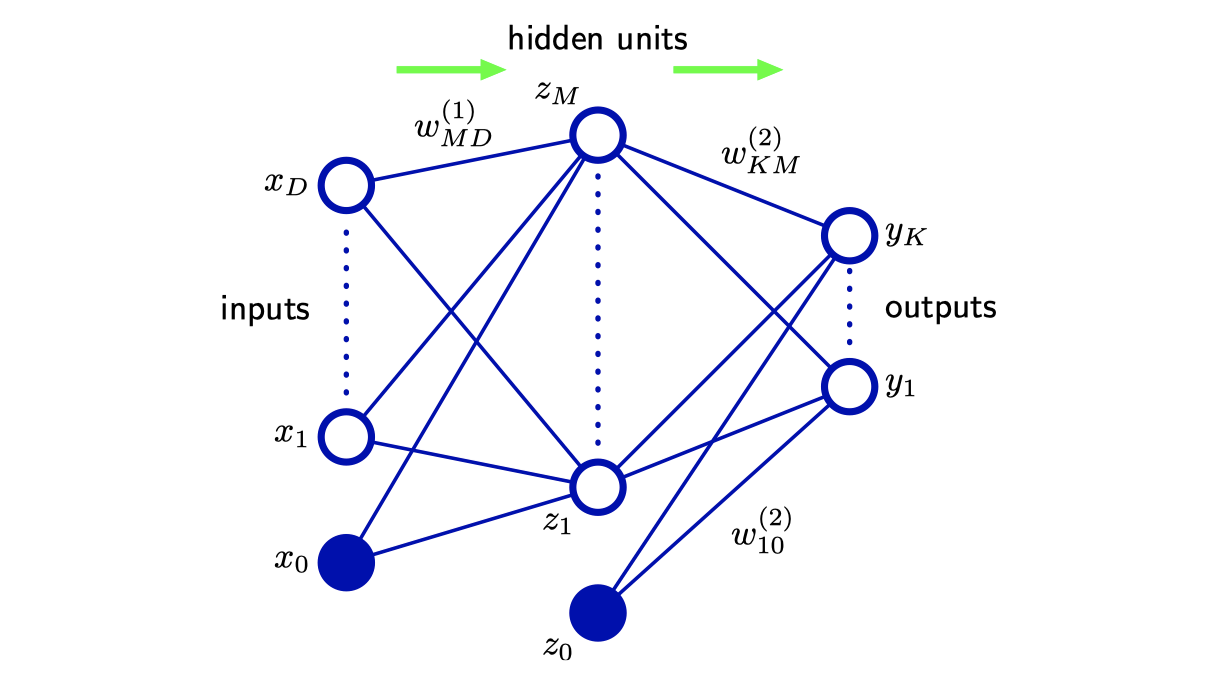 hidden units
z_M
w_{MD}^{(1)}
w_{KM}^{(2)}
x_D
y_K
inputs
outputs
y_1
x_1
z_1
w_{10}^{(2)}
x_0
z_0